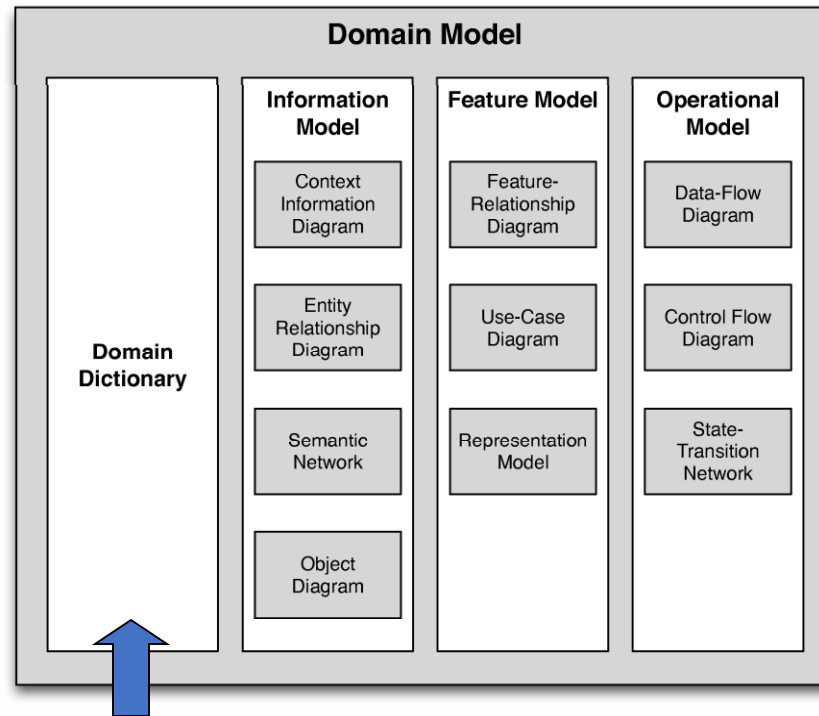 Domain Model
Domain
Dictionary
Information
Model
Context
Information
Diagram
Entity
Relationship
Diagram
Semantic
Network
Object
Diagram
Feature Model
Feature-
Relationship
Diagram
Use-Case
Diagram
Representation
Model
Operational
Model
Data-Flow
Diagram
Control Flow
Diagram
State-
Transition
Network